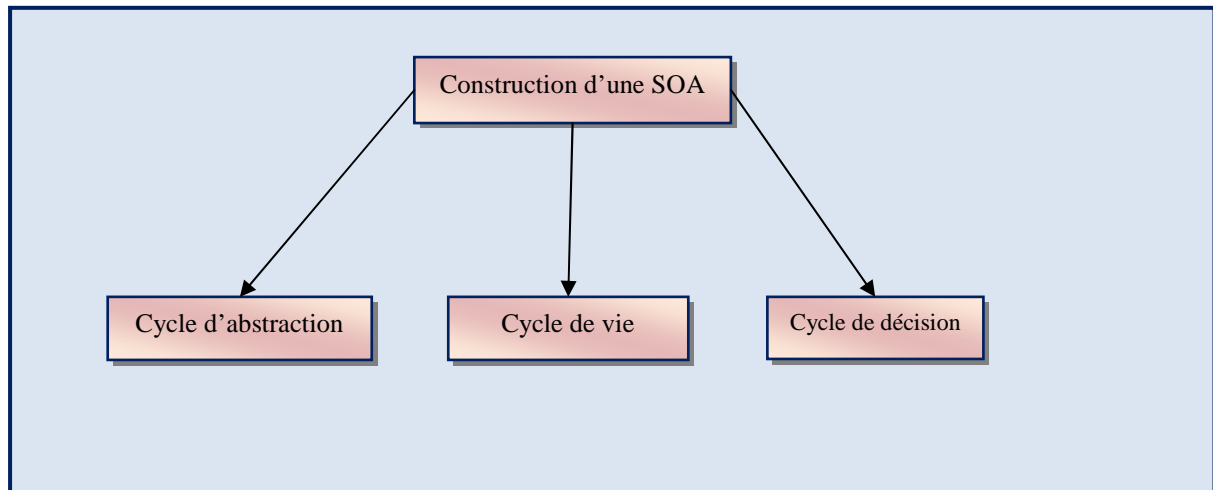 Construction d’une SOA
Cycle d’abstraction
Cycle de vie
Cycle de décision